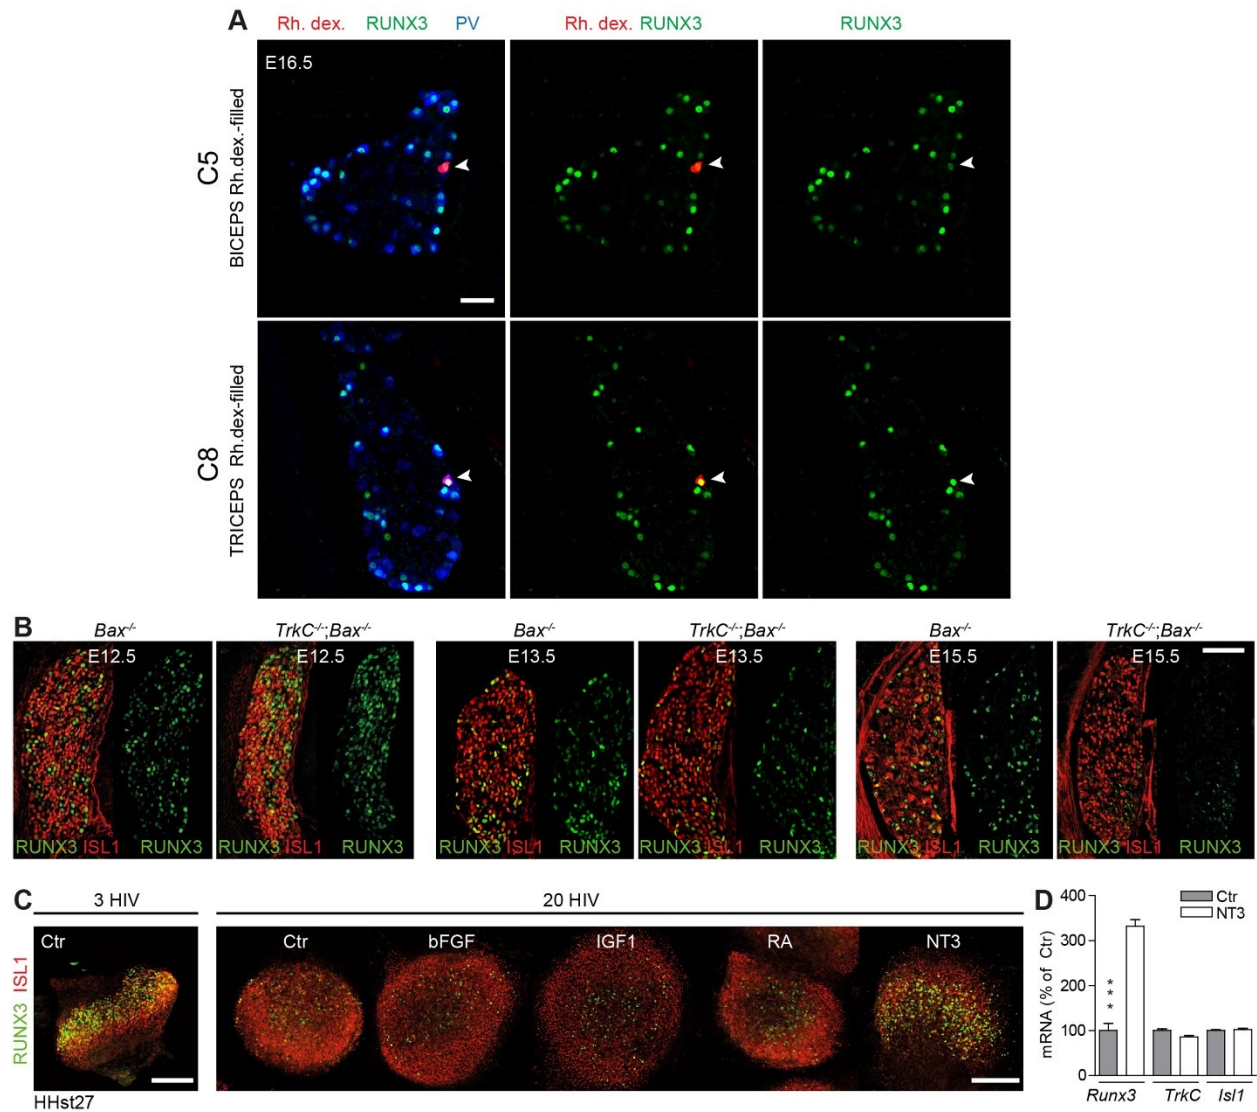 A
Rh. dex. RUNX3 PV
Rh. dex. RUNX3
RUNX3
E16.5
C5
BICEPS Rh.dex.-filled
C8
TRICEPS Rh.dex-filled
B
Bax-/-
TrkC-/-;Bax-/-
Bax-/-
TrkC-/-;Bax-/-
Bax-/-
TrkC-/-;Bax-/-
E12.5
E12.5
E13.5
E13.5
E15.5
E15.5
RUNX3 ISL1 RUNX3
RUNX3 ISL1 RUNX3
RUNX3 ISL1 RUNX3
RUNX3 ISL1 RUNX3
RUNX3 ISL1 RUNX3
RUNX3 ISL1 RUNX3
C
3 HIV
20 HIV
RUNX3 ISL1
Ctr
Ctr
bFGF
IGF1
RA
NT3
HHst27
D
mRNA (% of Ctr)
400
300
200
100
0
Ctr
NT3
***
Runx3 TrkC Isl1